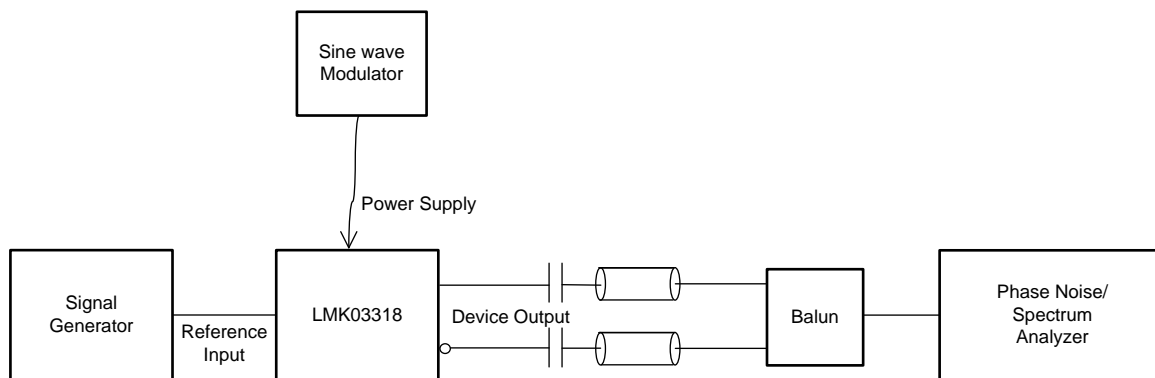 Sine wave
Modulator
Power Supply
Signal
Generator
Reference
Input
LMK03318
Device Output
Balun
Phase Noise/
Spectrum
Analyzer